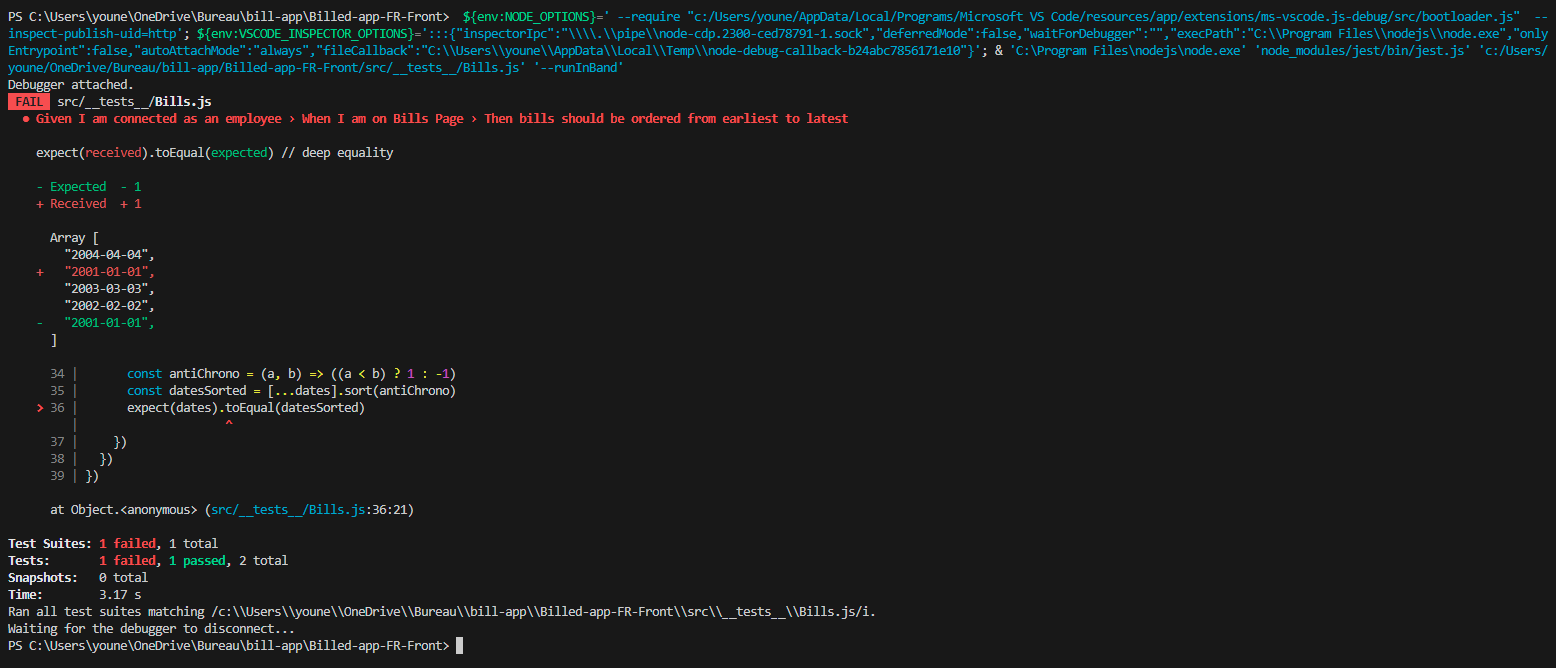 PS C:\Users\youne\OneDrive\Bureau\bill-app\Billed-app-FR-Front>  ${env:NODE_OPTIONS}=' --require "c:/Users/youne/AppData/Local/Programs/Microsoft VS Code/resources/app/extensions/ms-vscode.js-debug/src/bootloader.js"  --
inspect-publish-uid=http'; ${env:VSCODE_INSPECTOR_OPTIONS}=':::{"inspectorIpc":"\\\\.\\pipe\\node-cdp.2300-ced78791-1.sock","deferredMode":false,"waitForDebugger":"","execPath":"C:\\Program Files\\nodejs\\node.exe","only
Entrypoint":false,"autoAttachMode":"always","fileCallback":"C:\\Users\\youne\\AppData\\Local\\Temp\\node-debug-callback-b24abc7856171e10"}'; & 'C:\Program Files\nodejs\node.exe' 'node_modules/jest/bin/jest.js' 'c:/Users/
youne/OneDrive/Bureau/bill-app/Billed-app-FR-Front/src/__tests__/Bills.js' '--runInBand'
Debugger attached.
FAIL src/__tests__/Bills.js
● Given I am connected as an employee › When I am on Bills Page › Then bills should be ordered from earliest to latest
expect(received).toEqual(expected) // deep equality
- Expected  - 1
+ Received  + 1
Array [
"2004-04-04",
+   "2001-01-01",
"2003-03-03",
"2002-02-02",
-   "2001-01-01",
]
34 |       const antiChrono = (a, b) => ((a < b) ? 1 : -1)
35 |       const datesSorted = [...dates].sort(antiChrono)
> 36 |       expect(dates).toEqual(datesSorted)
|                     ^
37 |     })
38 |   })
39 | })
at Object.<anonymous> (src/__tests__/Bills.js:36:21)
Test Suites: 1 failed, 1 total
Tests:       1 failed, 1 passed, 2 total
Snapshots:   0 total
Time:        3.17 s
Ran all test suites matching /c:\\Users\\youne\\OneDrive\\Bureau\\bill-app\\Billed-app-FR-Front\\src\\__tests__\\Bills.js/i.
Waiting for the debugger to disconnect...
PS C:\Users\youne\OneDrive\Bureau\bill-app\Billed-app-FR-Front>